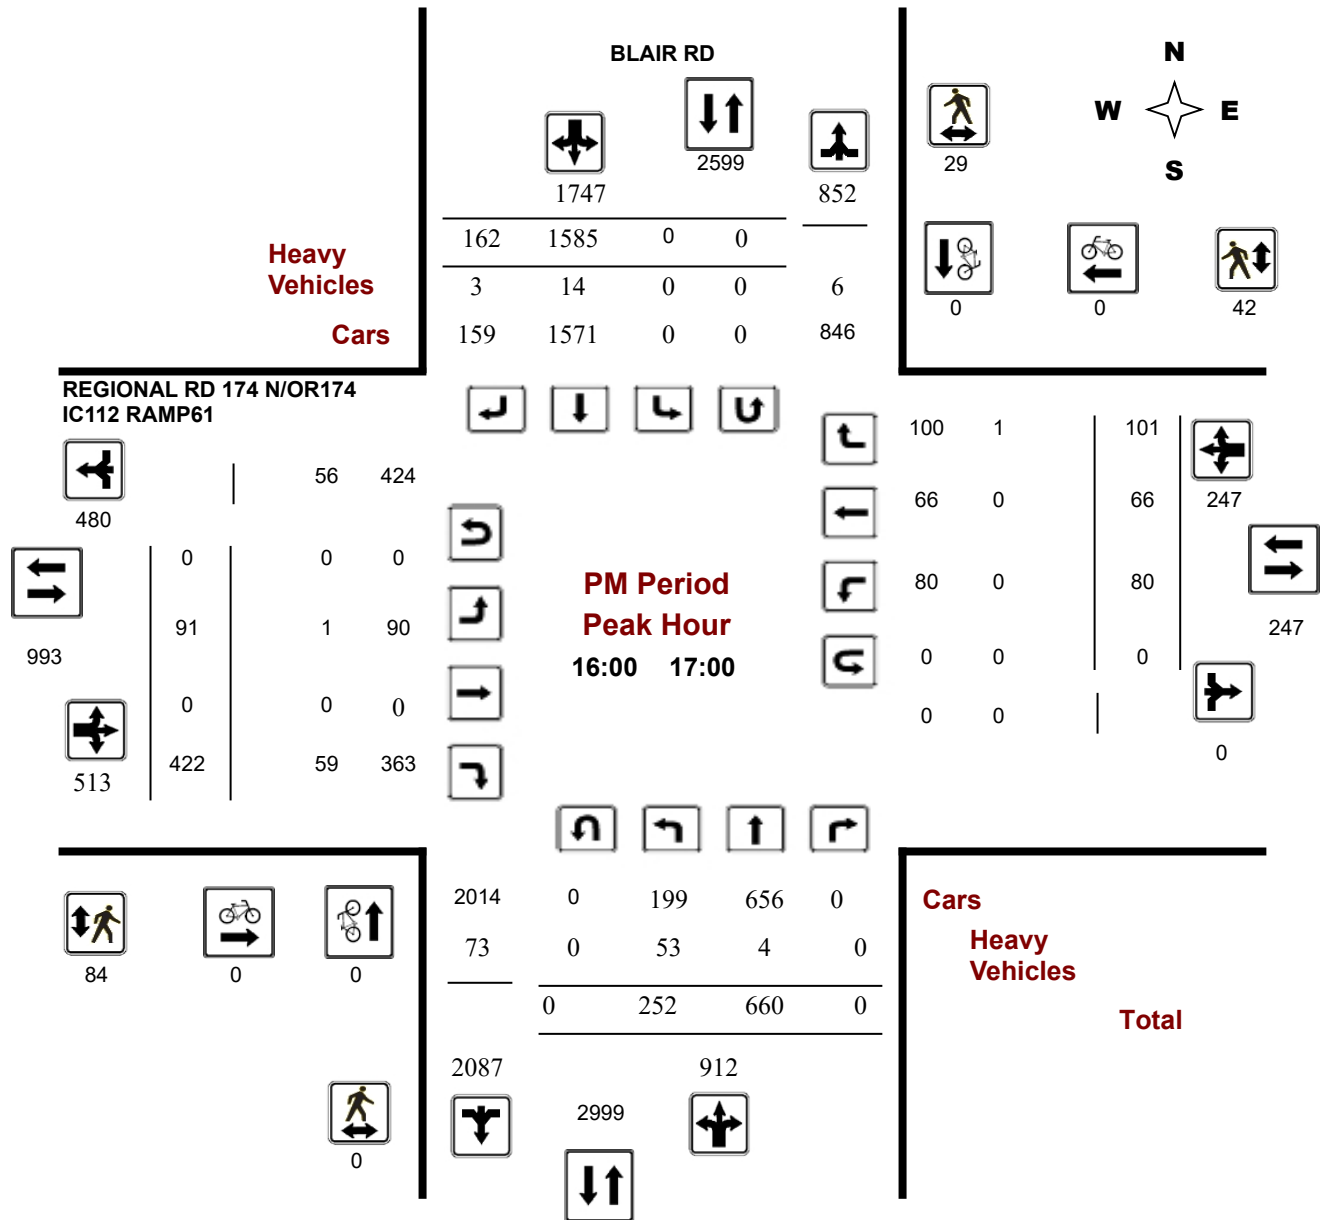 BLAIR RD
N
W E
S
2599
29
1747
852
162 1585 0 0
Heavy
Vehicles
3 14 0 0 6
Cars
159 1571 0 0 846
0 0 42
REGIONAL RD 174 N/OR174
IC112 RAMP61
100 1 101
56 424
480
66 0 66 247
0 0 0
PM Period
80 0 80
91 1 90
Peak Hour
247
993
16:00 17:00
0 0 0
0 0 0
0 0
0
422 59 363
513
2014 0 199 656 0
Cars
73 0 53 4 0
Heavy
Vehicles
84 0 0
0 252 660 0
Total
2087 912
2999
0